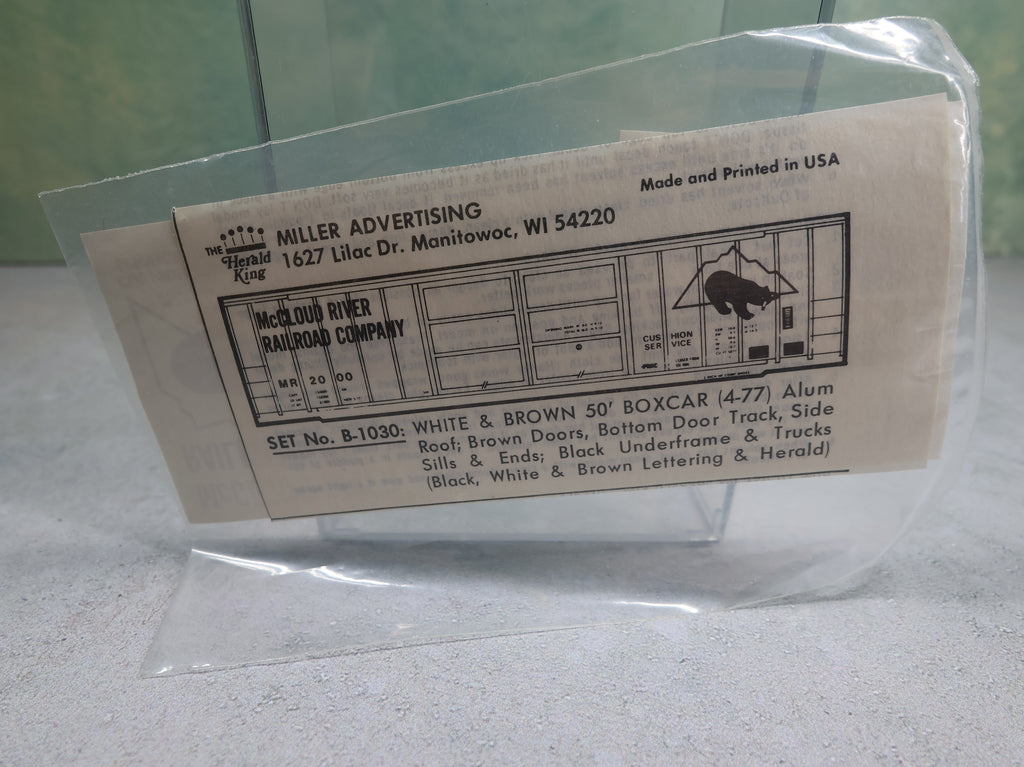 Made and Printed in USA
THE
Herald
King
MILLER ADVERTISING
1627 Lilac Dr. Manitowoc, WI 54220
McCLOUD RIVER
RAILROAD COMPANY
MR 20 00
CUS HION
SER VICE
SET No. B-1030: WHITE & BROWN 50' BOXCAR (4-77) Alum
Roof; Brown Doors, Bottom Door Track, Side
Sills & Ends; Black Underframe & Trucks
(Black, White & Brown Lettering & Herald)